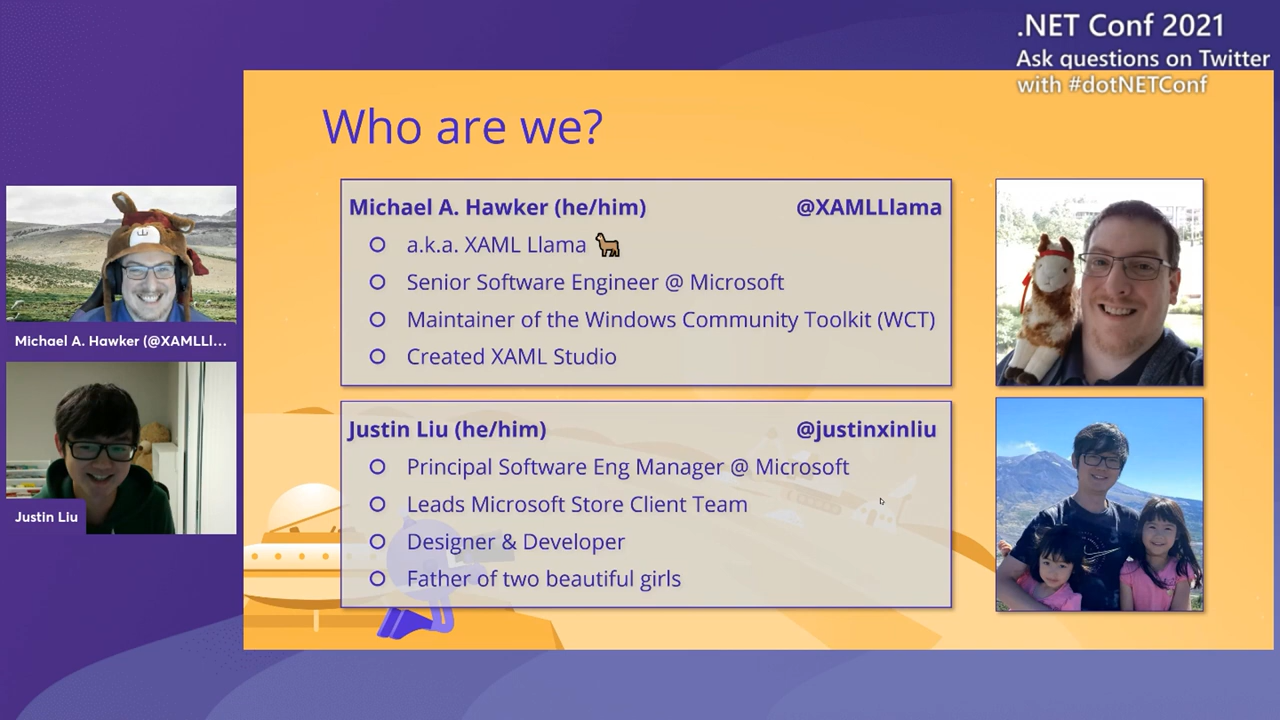 .NET Conf 2021
Ask questions on Twitter
with #dotNETConf
Who are we?
Michael A. Hawker (he/him) @XAMLLlama
a.k.a. XAML Llama 🦙
Senior Software Engineer @ Microsoft
Maintainer of the Windows Community Toolkit (WCT)
Created XAML Studio
Justin Liu (he/him) @justinxinliu
Principal Software Eng Manager @ Microsoft
Leads Microsoft Store Client Team
Designer & Developer
Father of two beautiful girls
Michael A. Hawker (@XAMLLl...
Justin Liu